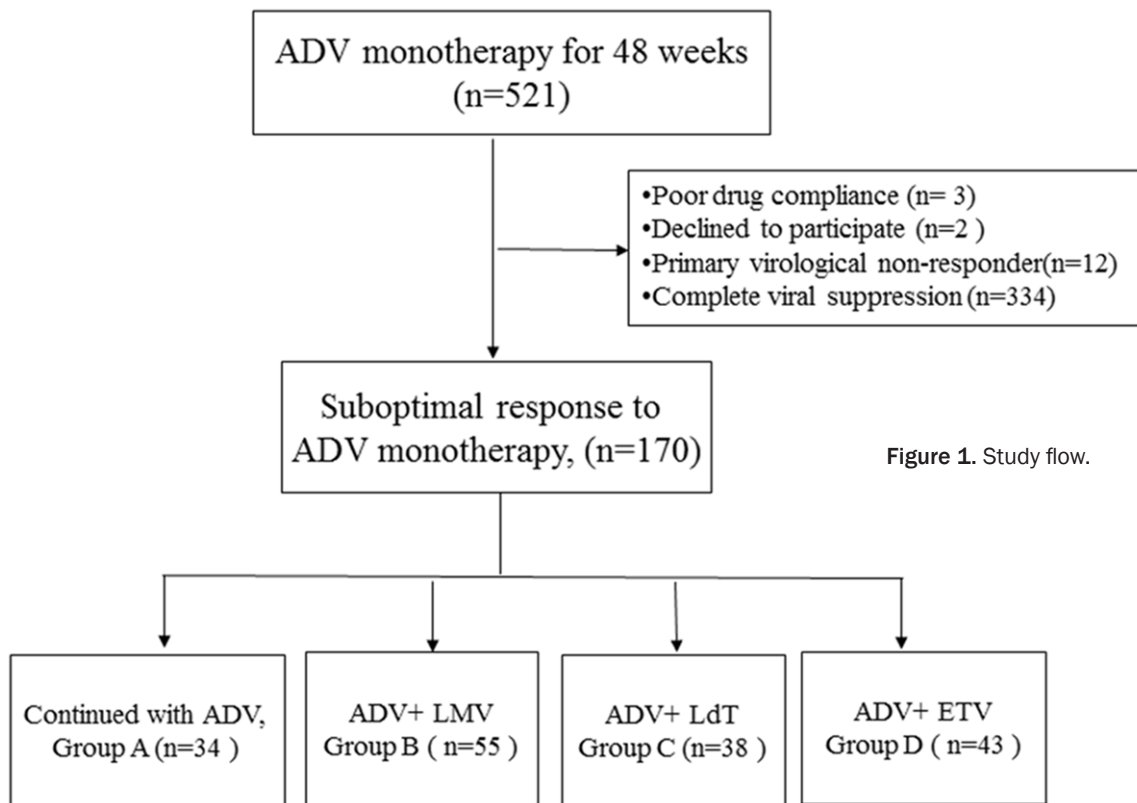 ADV monotherapy for 48 weeks
(n=521)
•Poor drug compliance (n= 3)
•Declined to participate (n=2 )
•Primary virological non-responder(n=12)
•Complete viral suppression (n=334)
Suboptimal response to
ADV monotherapy, (n=170)
Figure 1. Study flow.
Continued with ADV,
Group A (n=34 )
ADV+ LMV
Group B ( n=55 )
ADV+ LdT
Group C (n=38 )
ADV+ ETV
Group D ( n=43 )